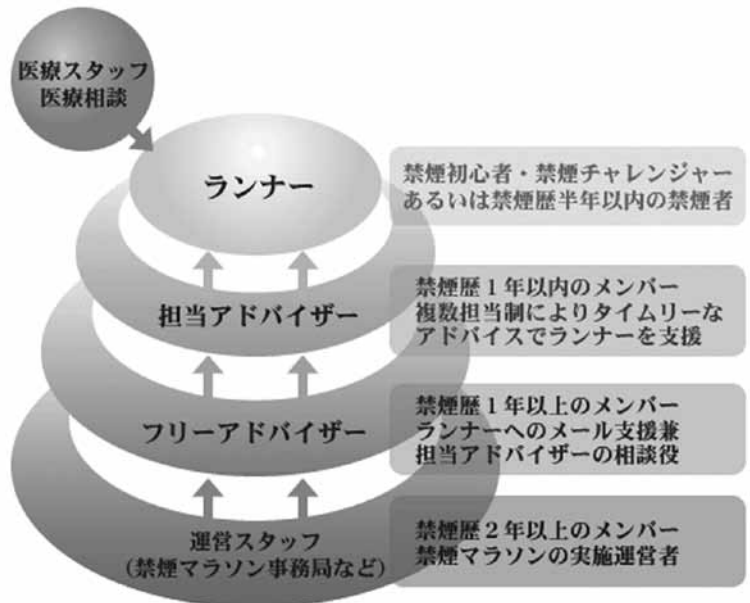 医療スタッフ
医療相談
ランナー
禁煙初心者・禁煙チャレンジャー
あるいは禁煙歴半年以内の禁煙者
担当アドバイザー
禁煙歴1年以内のメンバー
複数担当制によりタイムリーな
アドバイスでランナーを支援
フリーアドバイザー
禁煙歴1年以上のメンバー
ランナーへのメール支援兼
担当アドバイザーの相談役
運営スタッフ
(禁煙マラソン事務局など)
禁煙歴2年以上のメンバー
禁煙マラソンの実施運営者